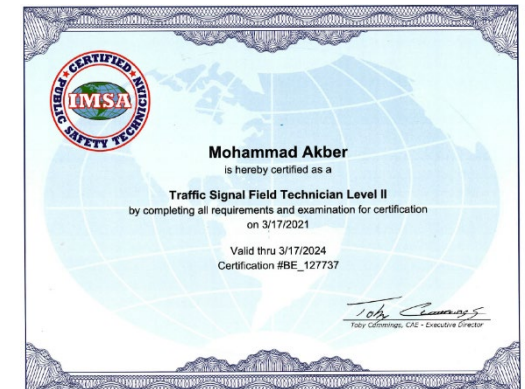 CERTIFIED
IMSA
PUBLIC SAFETY TECHNICIAN
Mohammad Akber
is hereby certified as a
Traffic Signal Field Technician Level II
by completing all requirements and examination for certification
on 3/17/2021
Valid thru 3/17/2024
Certification #BE_127737
Toby Cummings
Toby Cummings, CAE - Executive Director